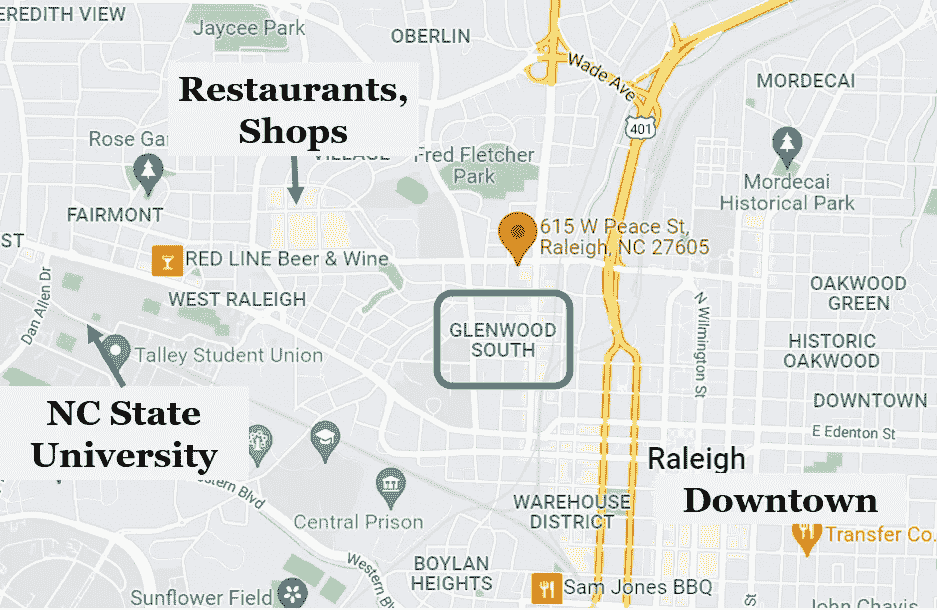 EREDITH VIEW
Jaycee Park
OBERLIN
Wade Ave
MORDECAI
Restaurants,
Shops
401
Rose Gar
VILLAGE
Fred Fletcher
Park
Mordecai
Historical Park
FAIRMONT
615 W Peace St,
Raleigh, NC 27605
ST
RED LINE Beer & Wine
Dan Allen Dr
WEST RALEIGH
N Wilmington St
OAKWOOD
GREEN
GLENWOOD
SOUTH
HISTORIC
OAKWOOD
Talley Student Union
DOWNTOWN
NC State
University
E Edenton St
Raleigh
Downtown
Western Blvd
Central Prison
WAREHOUSE
DISTRICT
Transfer Co.
BOYLAN
HEIGHTS
Western
Sunflower Field
Sam Jones BBQ
St
John Chavis